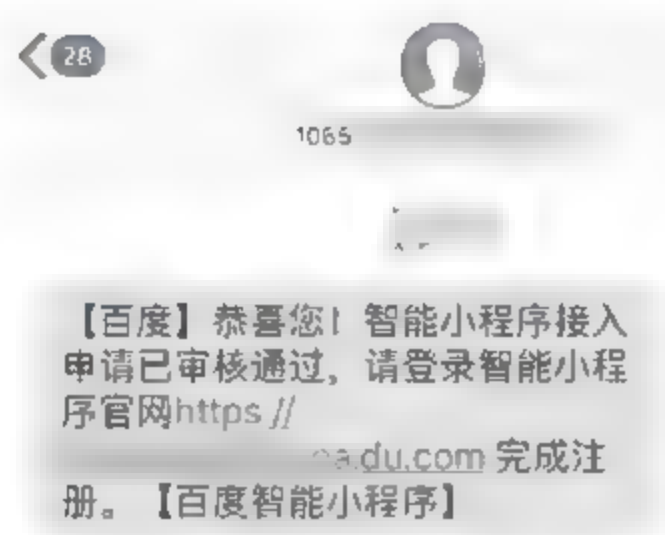 28
1065
【百度】恭喜您！智能小程序接入
申请已审核通过，请登录智能小程
序官网https://
du.com 完成注
册。【百度智能小程序】